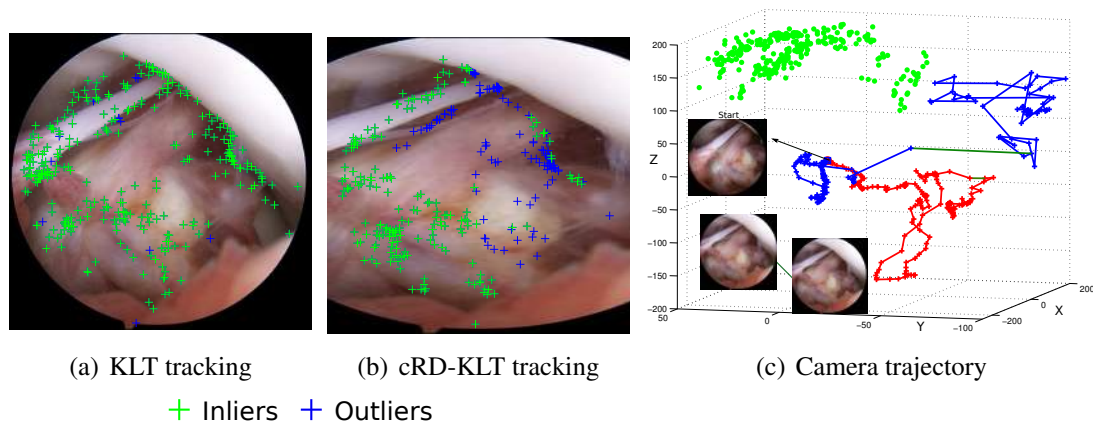 Start
200
150
100
50
Z
0
-50
-100
-150
-200
50
0
-50
Y
-100
-200
0
X
200
(a) KLT tracking
(b) cRD-KLT tracking
(c) Camera trajectory
+ Inliers + Outliers